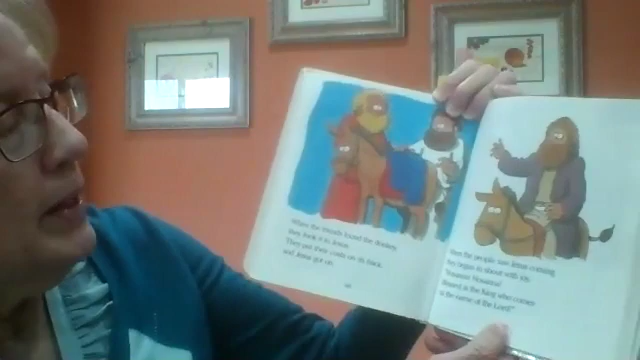 When the friends found the donkey,
they took it to Jesus.
They put their coats on its back,
and Jesus got on.
When the people saw Jesus coming
they began to shout with joy,
"Hosanna! Hosanna!
Blessed is the king who comes
in the name of the Lord!"